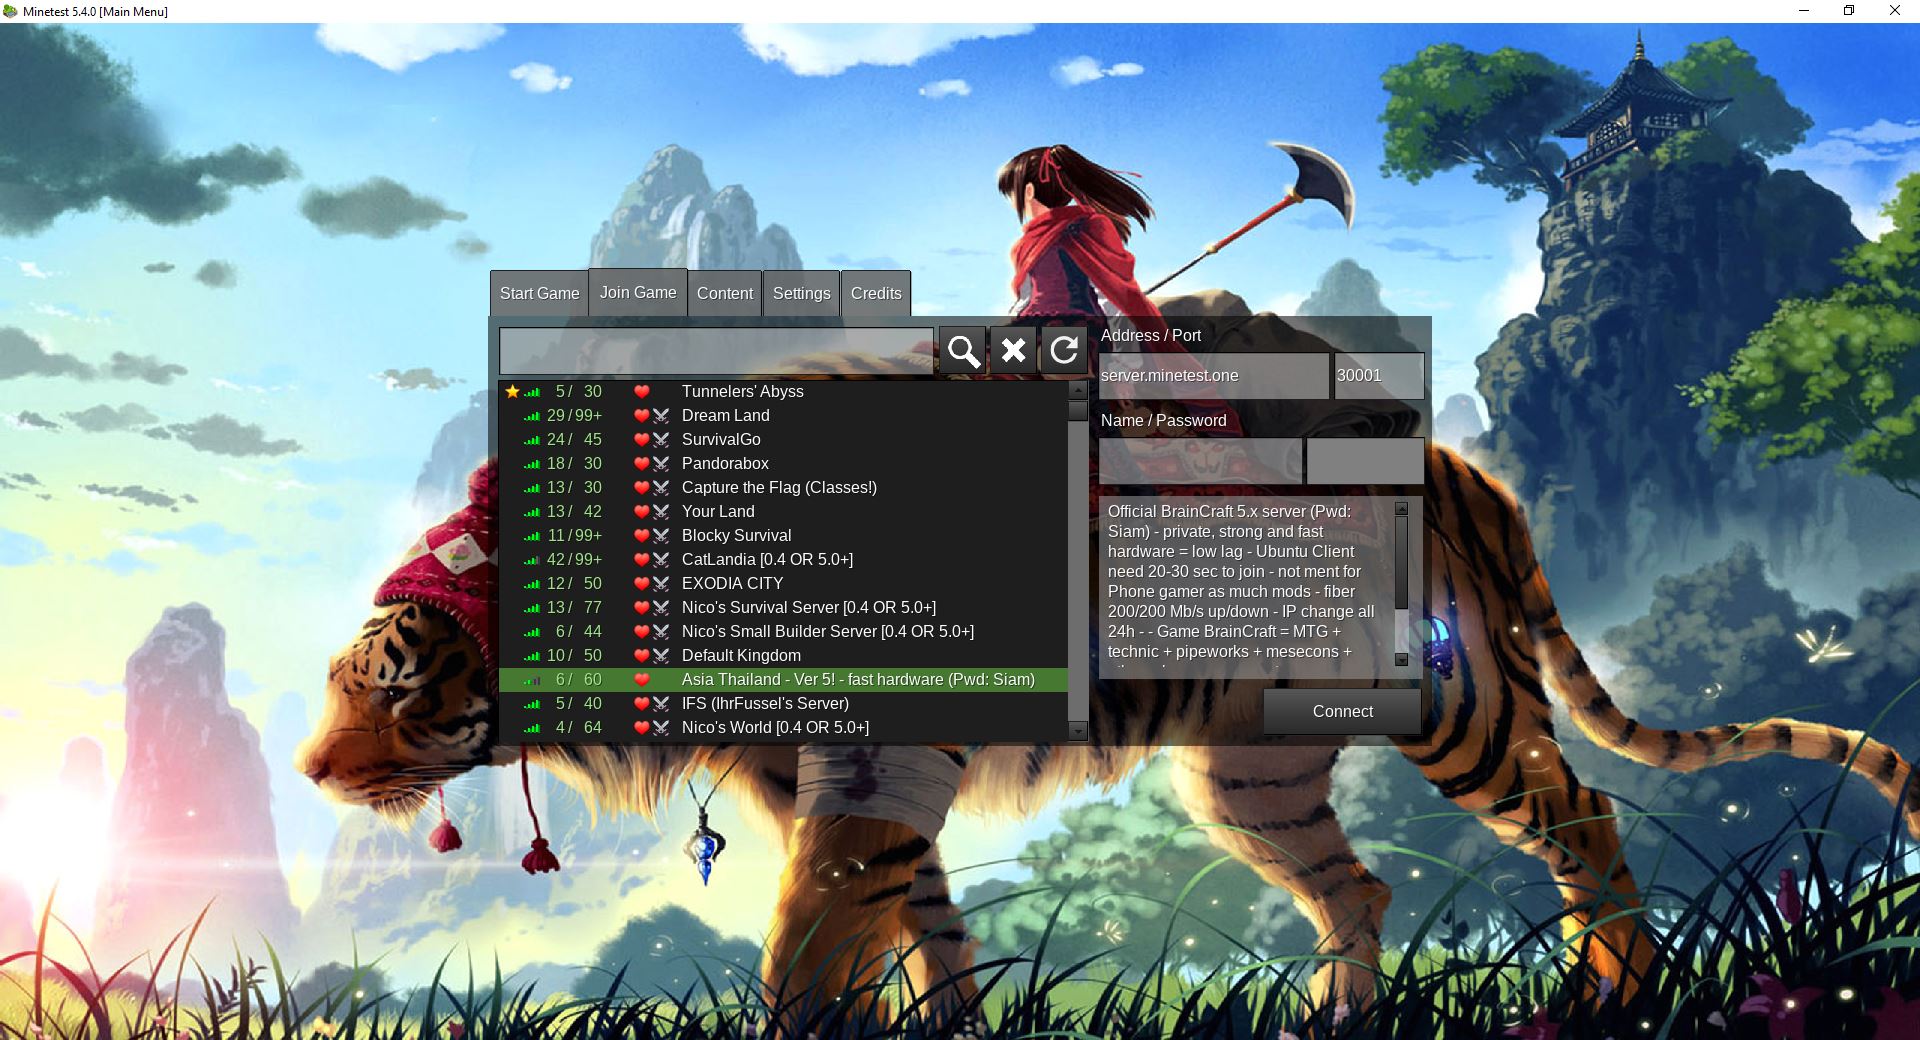 Minetest 5.4.0 [Main Menu]
Start Game Join Game Content Settings Credits
5 / 30 Tunnelers' Abyss
29 / 99+ Dream Land
24 / 45 SurvivalGo
18 / 30 Pandorabox
13 / 30 Capture the Flag (Classes!)
13 / 42 Your Land
11 / 99+ Blocky Survival
42 / 99+ CatLandia [0.4 OR 5.0+]
12 / 50 EXODIA CITY
13 / 77 Nico's Survival Server [0.4 OR 5.0+]
6 / 44 Nico's Small Builder Server [0.4 OR 5.0+]
10 / 50 Default Kingdom
6 / 60 Asia Thailand - Ver 5! - fast hardware (Pwd: Siam)
5 / 40 IFS (IhrFussel's Server)
4 / 64 Nico's World [0.4 OR 5.0+]
Address / Port
server.minetest.one 30001
Name / Password
Official BrainCraft 5.x server (Pwd:
Siam) - private, strong and fast
hardware = low lag - Ubuntu Client
need 20-30 sec to join - not ment for
Phone gamer as much mods - fiber
200/200 Mb/s up/down - IP change all
24h - - Game BrainCraft = MTG +
technic + pipeworks + mesecons +
Connect